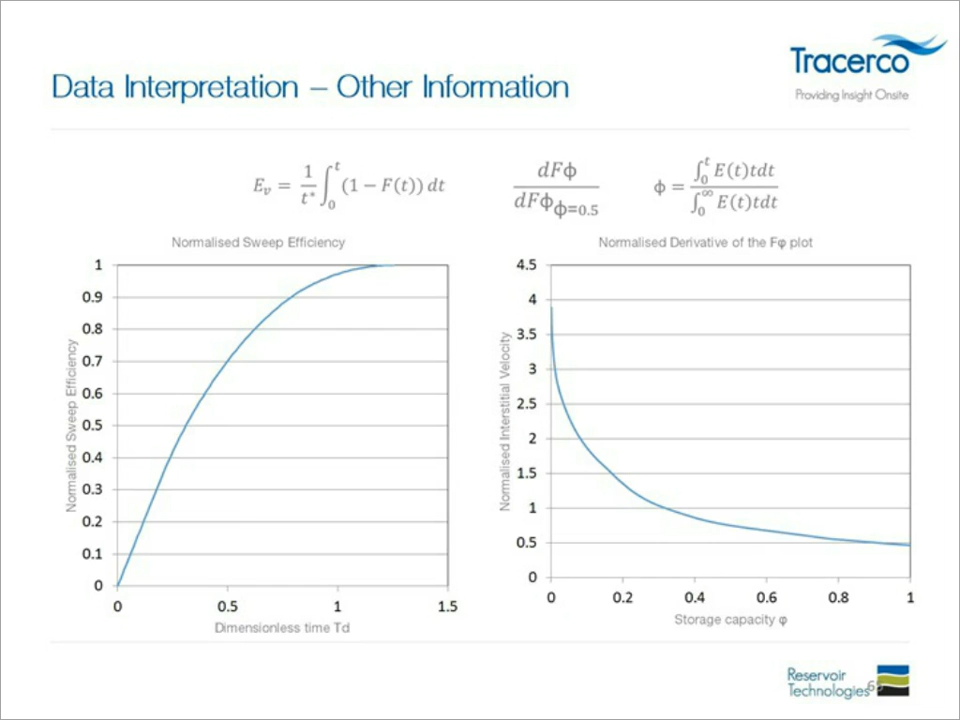 Tracerco
Providing Insight Onsite
Data Interpretation – Other Information
E_v = 1/t* ∫_0^t (1 − F(t)) dt
dFϕ / dFϕ_ϕ=0.5
ϕ = ∫_0^t E(t)tdt / ∫_0^∞ E(t)tdt
Normalised Sweep Efficiency
Normalised Sweep Efficiency
1
0.9
0.8
0.7
0.6
0.5
0.4
0.3
0.2
0.1
0
0 0.5 1 1.5
Dimensionless time Td
Normalised Derivative of the Fφ plot
Normalised Interstitial Velocity
4.5
4
3.5
3
2.5
2
1.5
1
0.5
0
0 0.2 0.4 0.6 0.8 1
Storage capacity φ
Reservoir
Technologies